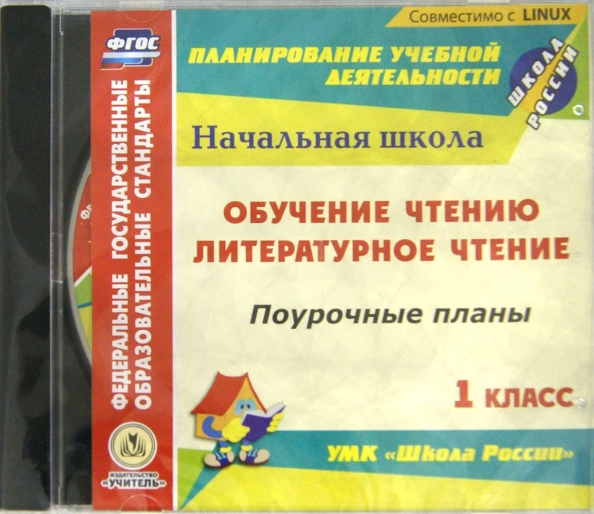 Совместимо с LINUX
ФГОС
ПЛАНИРОВАНИЕ УЧЕБНОЙ
ДЕЯТЕЛЬНОСТИ
ШКОЛА
РОССИИ
Начальная школа
ФЕДЕРАЛЬНЫЕ ГОСУДАРСТВЕННЫЕ
ОБРАЗОВАТЕЛЬНЫЕ СТАНДАРТЫ
ОБУЧЕНИЕ ЧТЕНИЮ
ЛИТЕРАТУРНОЕ ЧТЕНИЕ
Поурочные планы
1 КЛАСС
УМК «Школа России»
ИЗДАТЕЛЬСТВО
«УЧИТЕЛЬ»